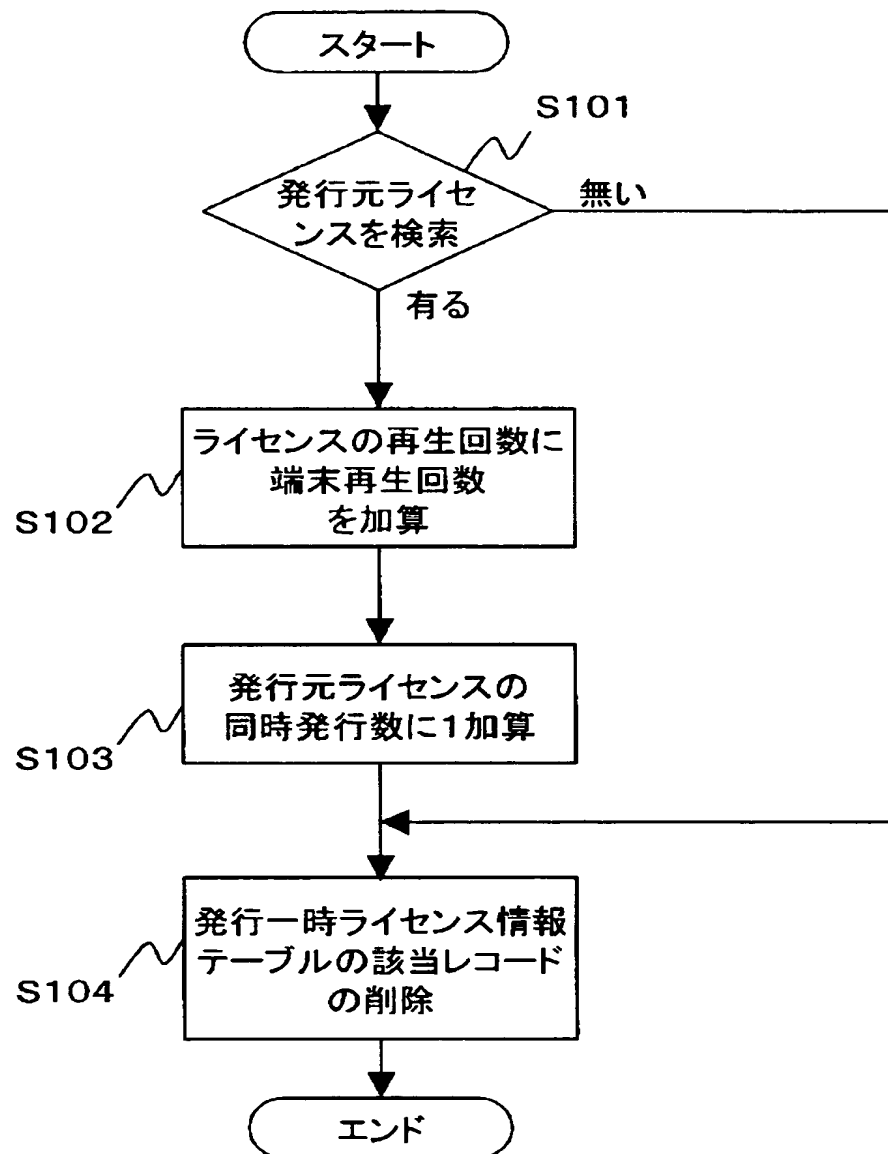 スタート
S101
発行元ライセ
ンスを検索
無い
有る
ライセンスの再生回数に
端末再生回数
を加算
S102
発行元ライセンスの
同時発行数に1加算
S103
発行一時ライセンス情報
テーブルの該当レコード
の削除
S104
エンド